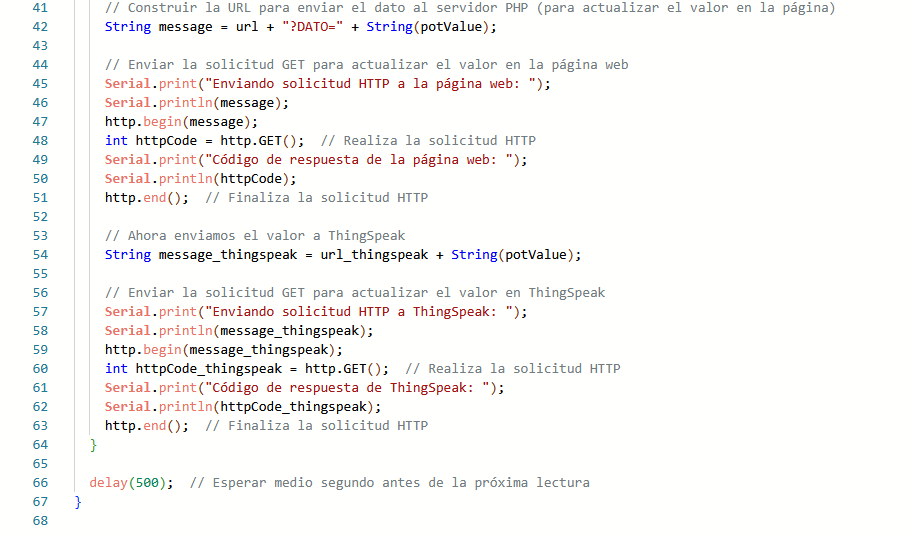 41 // Construir la URL para enviar el dato al servidor PHP (para actualizar el valor en la página)
42 String message = url + "?DATO=" + String(potValue);
43
44 // Enviar la solicitud GET para actualizar el valor en la página web
45 Serial.print("Enviando solicitud HTTP a la página web: ");
46 Serial.println(message);
47 http.begin(message);
48 int httpCode = http.GET();  // Realiza la solicitud HTTP
49 Serial.print("Código de respuesta de la página web: ");
50 Serial.println(httpCode);
51 http.end();  // Finaliza la solicitud HTTP
52
53 // Ahora enviamos el valor a ThingSpeak
54 String message_thingspeak = url_thingspeak + String(potValue);
55
56 // Enviar la solicitud GET para actualizar el valor en ThingSpeak
57 Serial.print("Enviando solicitud HTTP a ThingSpeak: ");
58 Serial.println(message_thingspeak);
59 http.begin(message_thingspeak);
60 int httpCode_thingspeak = http.GET();  // Realiza la solicitud HTTP
61 Serial.print("Código de respuesta de ThingSpeak: ");
62 Serial.println(httpCode_thingspeak);
63 http.end();  // Finaliza la solicitud HTTP
64 }
65
66 delay(500);  // Esperar medio segundo antes de la próxima lectura
67 }
68